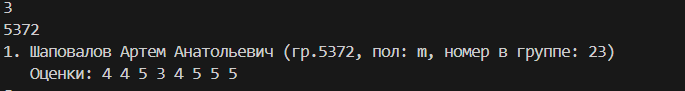 3
5372
1. Шаповалов Артем Анатольевич (гр.5372, пол: m, номер в группе: 23)
Оценки: 4 4 5 3 4 5 5 5